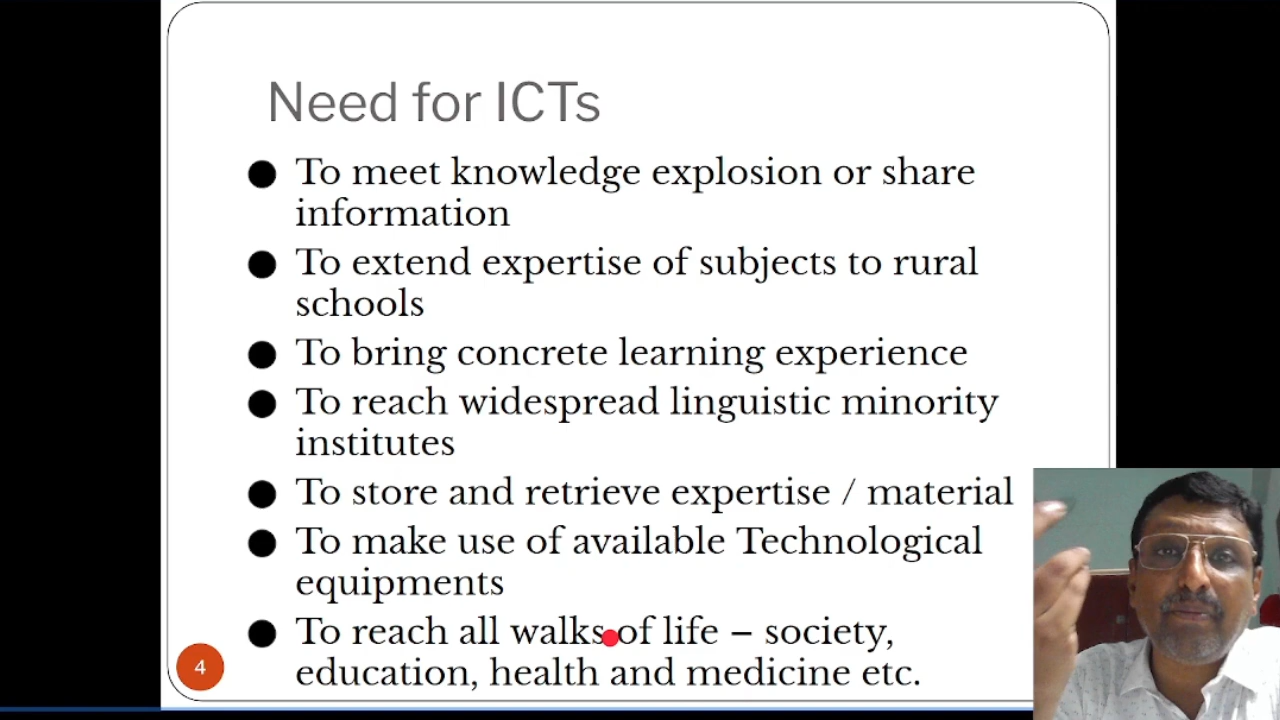 Need for ICTs
● To meet knowledge explosion or share
information
● To extend expertise of subjects to rural
schools
● To bring concrete learning experience
● To reach widespread linguistic minority
institutes
● To store and retrieve expertise / material
● To make use of available Technological
equipments
● To reach all walks of life – society,
education, health and medicine etc.
4